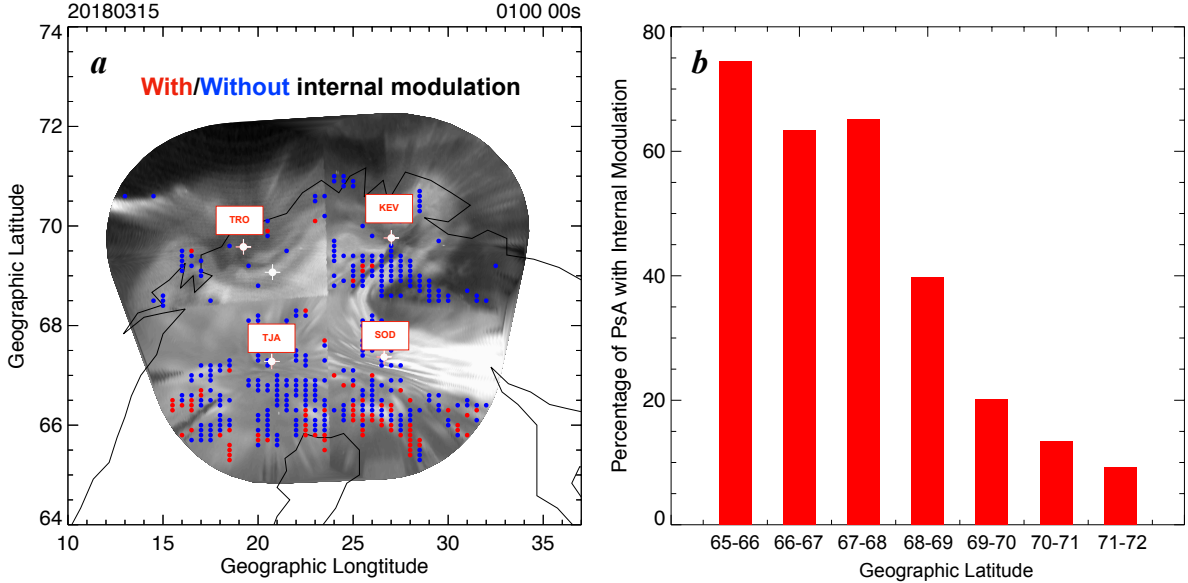 20180315 0100 00s
a
With/Without internal modulation
74
72
70
68
66
64
Geographic Latitude
TRO
KEV
TJA
SOD
10 15 20 25 30 35
Geographic Longtitude
b
80
60
40
20
0
Percentage of PsA with Internal Modulation
65-66 66-67 67-68 68-69 69-70 70-71 71-72
Geographic Latitude